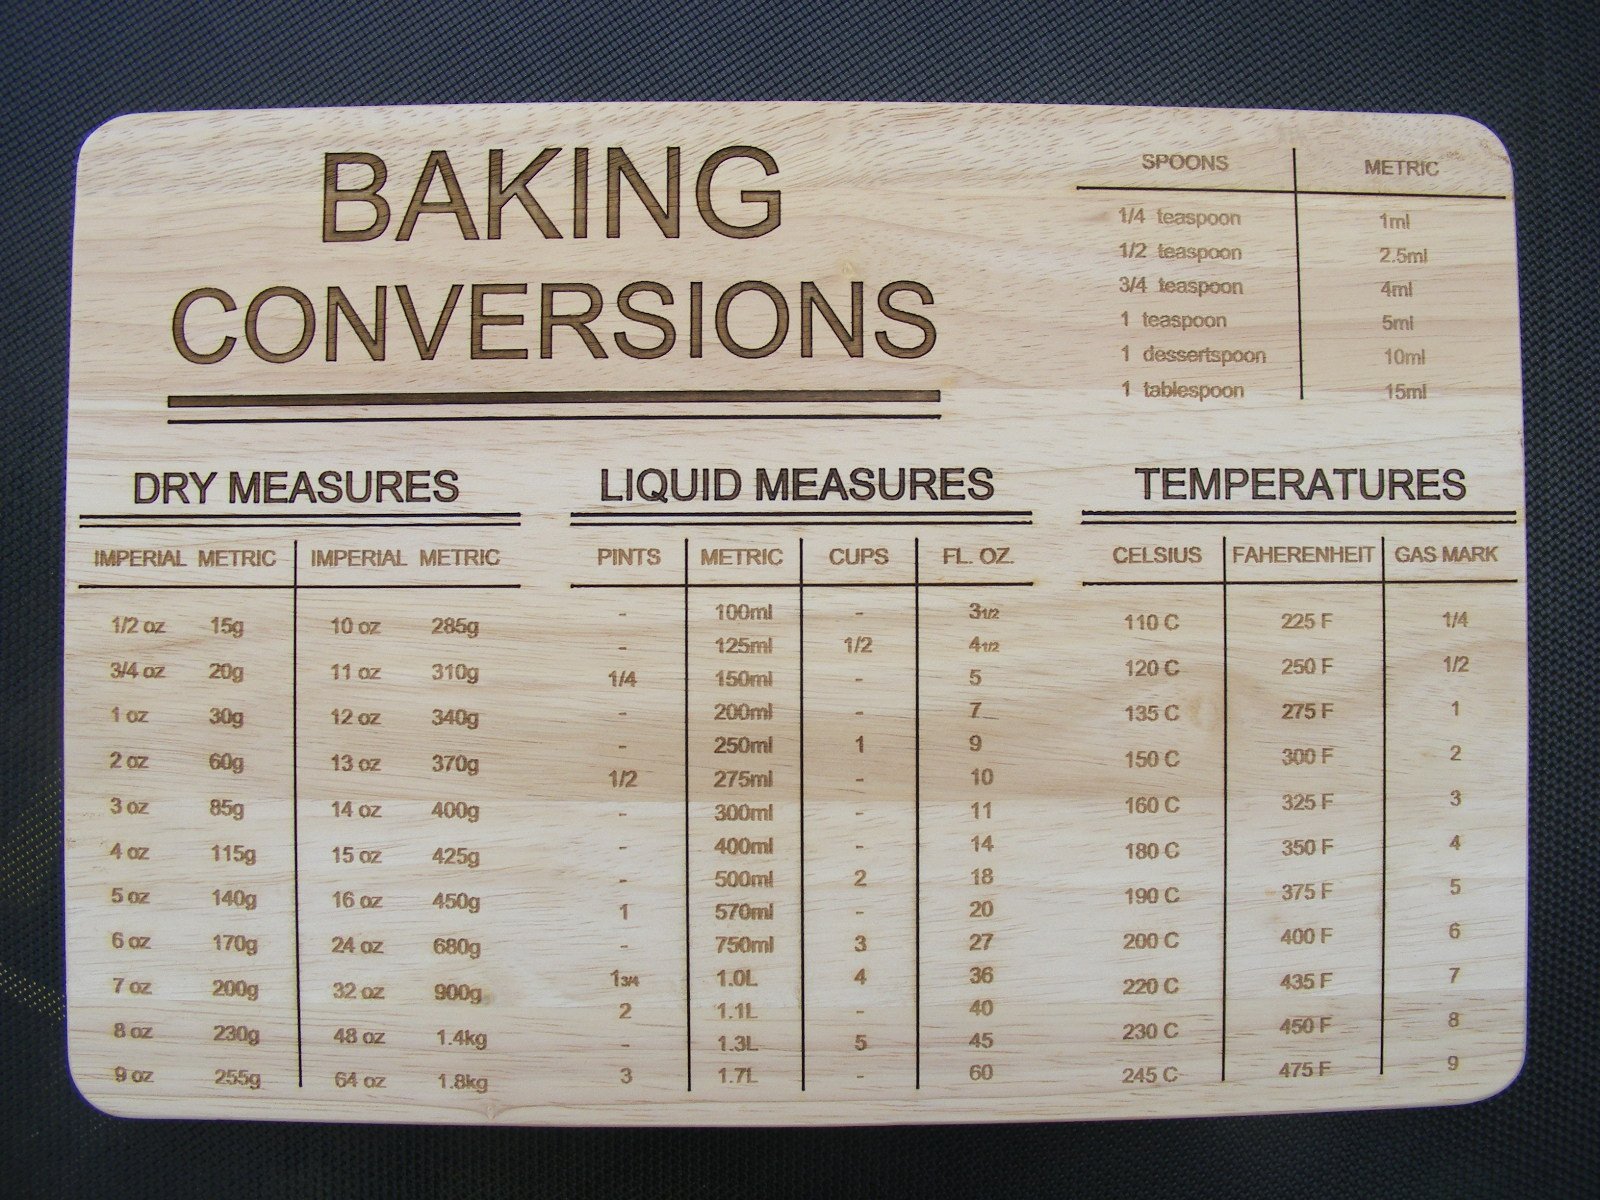 BAKING
CONVERSIONS
SPOONS METRIC
1/4 teaspoon 1ml
1/2 teaspoon 2.5ml
3/4 teaspoon 4ml
1 teaspoon 5ml
1 dessertspoon 10ml
1 tablespoon 15ml
DRY MEASURES
IMPERIAL METRIC IMPERIAL METRIC
1/2 oz 15g 10 oz 285g
3/4 oz 20g 11 oz 310g
1 oz 30g 12 oz 340g
2 oz 60g 13 oz 370g
3 oz 85g 14 oz 400g
4 oz 115g 15 oz 425g
5 oz 140g 16 oz 450g
6 oz 170g 24 oz 680g
7 oz 200g 32 oz 900g
8 oz 230g 48 oz 1.4kg
9 oz 255g 64 oz 1.8kg
LIQUID MEASURES
PINTS METRIC CUPS FL. OZ.
- 100ml - 3 1/2
- 125ml 1/2 4 1/2
1/4 150ml - 5
- 200ml - 7
- 250ml 1 9
1/2 275ml - 10
- 300ml - 11
- 400ml - 14
- 500ml 2 18
1 570ml - 20
- 750ml 3 27
1 3/4 1.0L 4 36
2 1.1L - 40
- 1.3L 5 45
3 1.7L - 60
TEMPERATURES
CELSIUS FAHERENHEIT GAS MARK
110 C 225 F 1/4
120 C 250 F 1/2
135 C 275 F 1
150 C 300 F 2
160 C 325 F 3
180 C 350 F 4
190 C 375 F 5
200 C 400 F 6
220 C 435 F 7
230 C 450 F 8
245 C 475 F 9